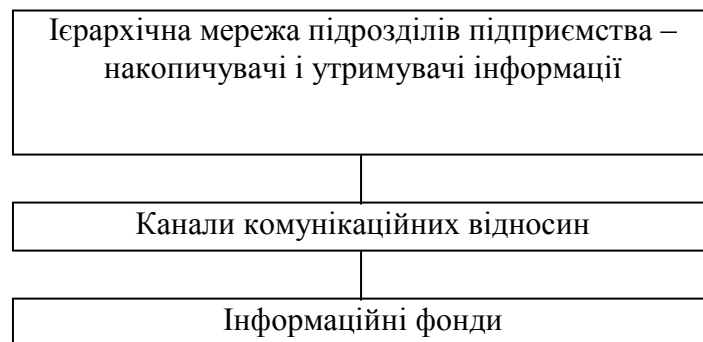 Ієрархічна мережа підрозділів підприємства –
накопичувачі і утримувачі інформації
Канали комунікаційних відносин
Інформаційні фонди